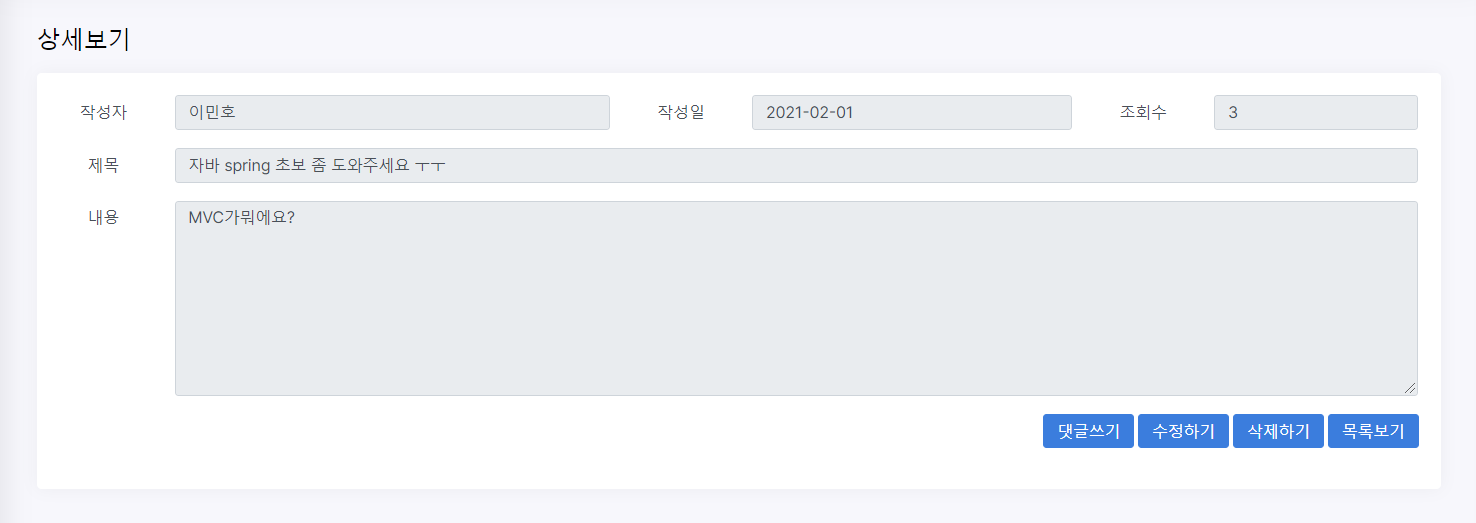 상세보기
작성자 이민호 작성일 2021-02-01 조회수 3
제목 자바 spring 초보 좀 도와주세요 ㅜㅜ
내용 MVC가뭐에요?
댓글쓰기 수정하기 삭제하기 목록보기